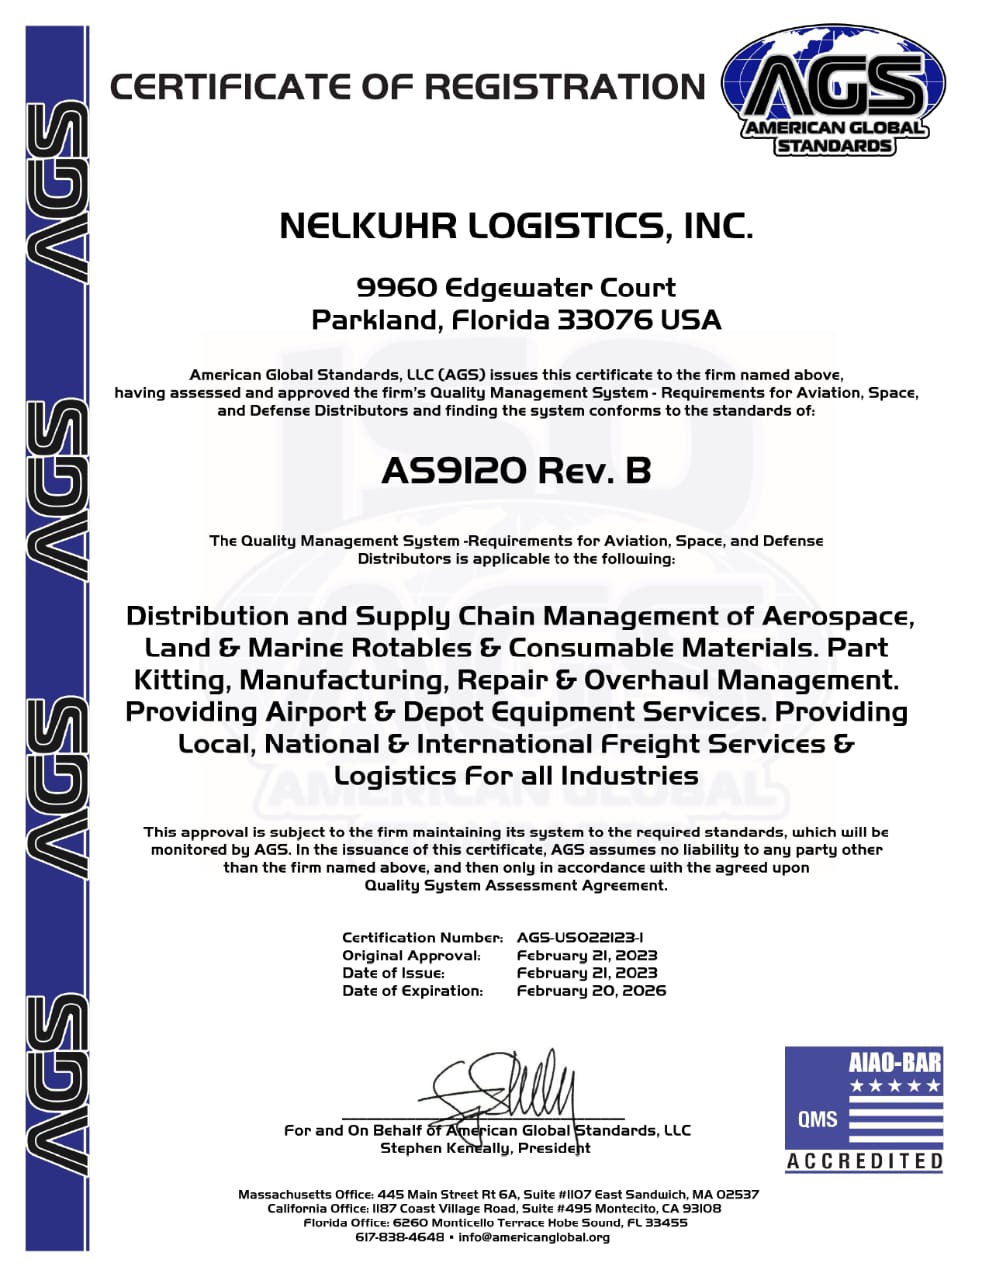 CERTIFICATE OF REGISTRATION
AGS
AMERICAN GLOBAL
STANDARDS
NELKUHR LOGISTICS, INC.
9960 Edgewater Court
Parkland, Florida 33076 USA
American Global Standards, LLC (AGS) issues this certificate to the firm named above,
having assessed and approved the firm's Quality Management System - Requirements for Aviation, Space,
and Defense Distributors and finding the system conforms to the standards of:
AS9120 Rev. B
The Quality Management System -Requirements for Aviation, Space, and Defense
Distributors is applicable to the following:
Distribution and Supply Chain Management of Aerospace,
Land & Marine Rotables & Consumable Materials. Part
Kitting, Manufacturing, Repair & Overhaul Management.
Providing Airport & Depot Equipment Services. Providing
Local, National & International Freight Services &
Logistics For all Industries
This approval is subject to the firm maintaining its system to the required standards, which will be
monitored by AGS. In the issuance of this certificate, AGS assumes no liability to any party other
than the firm named above, and then only in accordance with the agreed upon
Quality System Assessment Agreement.
Certification Number: AGS-US022123-1
Original Approval: February 21, 2023
Date of Issue: February 21, 2023
Date of Expiration: February 20, 2026
For and On Behalf of American Global Standards, LLC
Stephen Keneally, President
AIAO-BAR
QMS
ACCREDITED
Massachusetts Office: 445 Main Street Rt 6A, Suite #1107 East Sandwich, MA 02537
California Office: 1187 Coast Village Road, Suite #495 Montecito, CA 93108
Florida Office: 6260 Monticello Terrace Hobe Sound, FL 33455
617-838-4648 • info@americanglobal.org
AGS
AGS
AGS
AGS
ISO
AGS
AMERICAN GLOBAL
STANDARDS